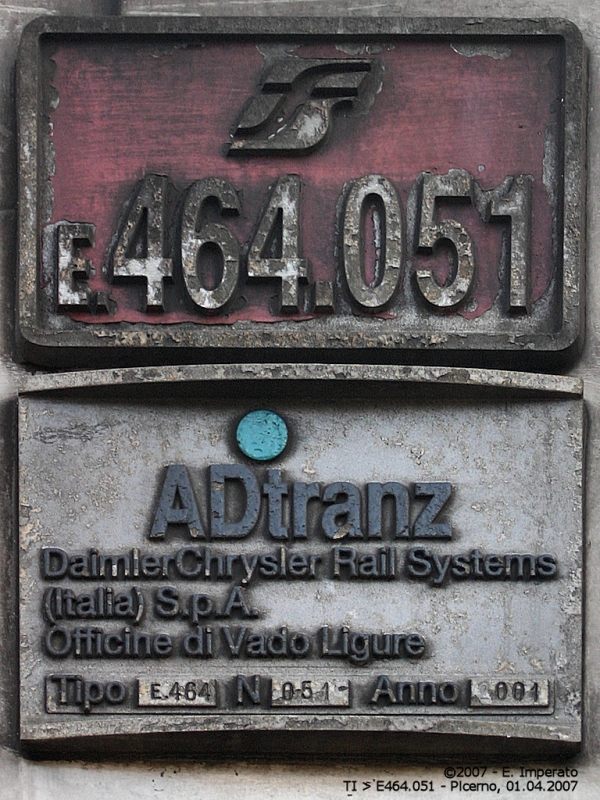 E.464.051
ADtranz
DaimlerChrysler Rail Systems
(Italia) S.p.A.
Officine di Vado Ligure
Tipo E.464 N 051 Anno 001
©2007 - E. Imperato
TI > E464.051 - Picerno, 01.04.2007